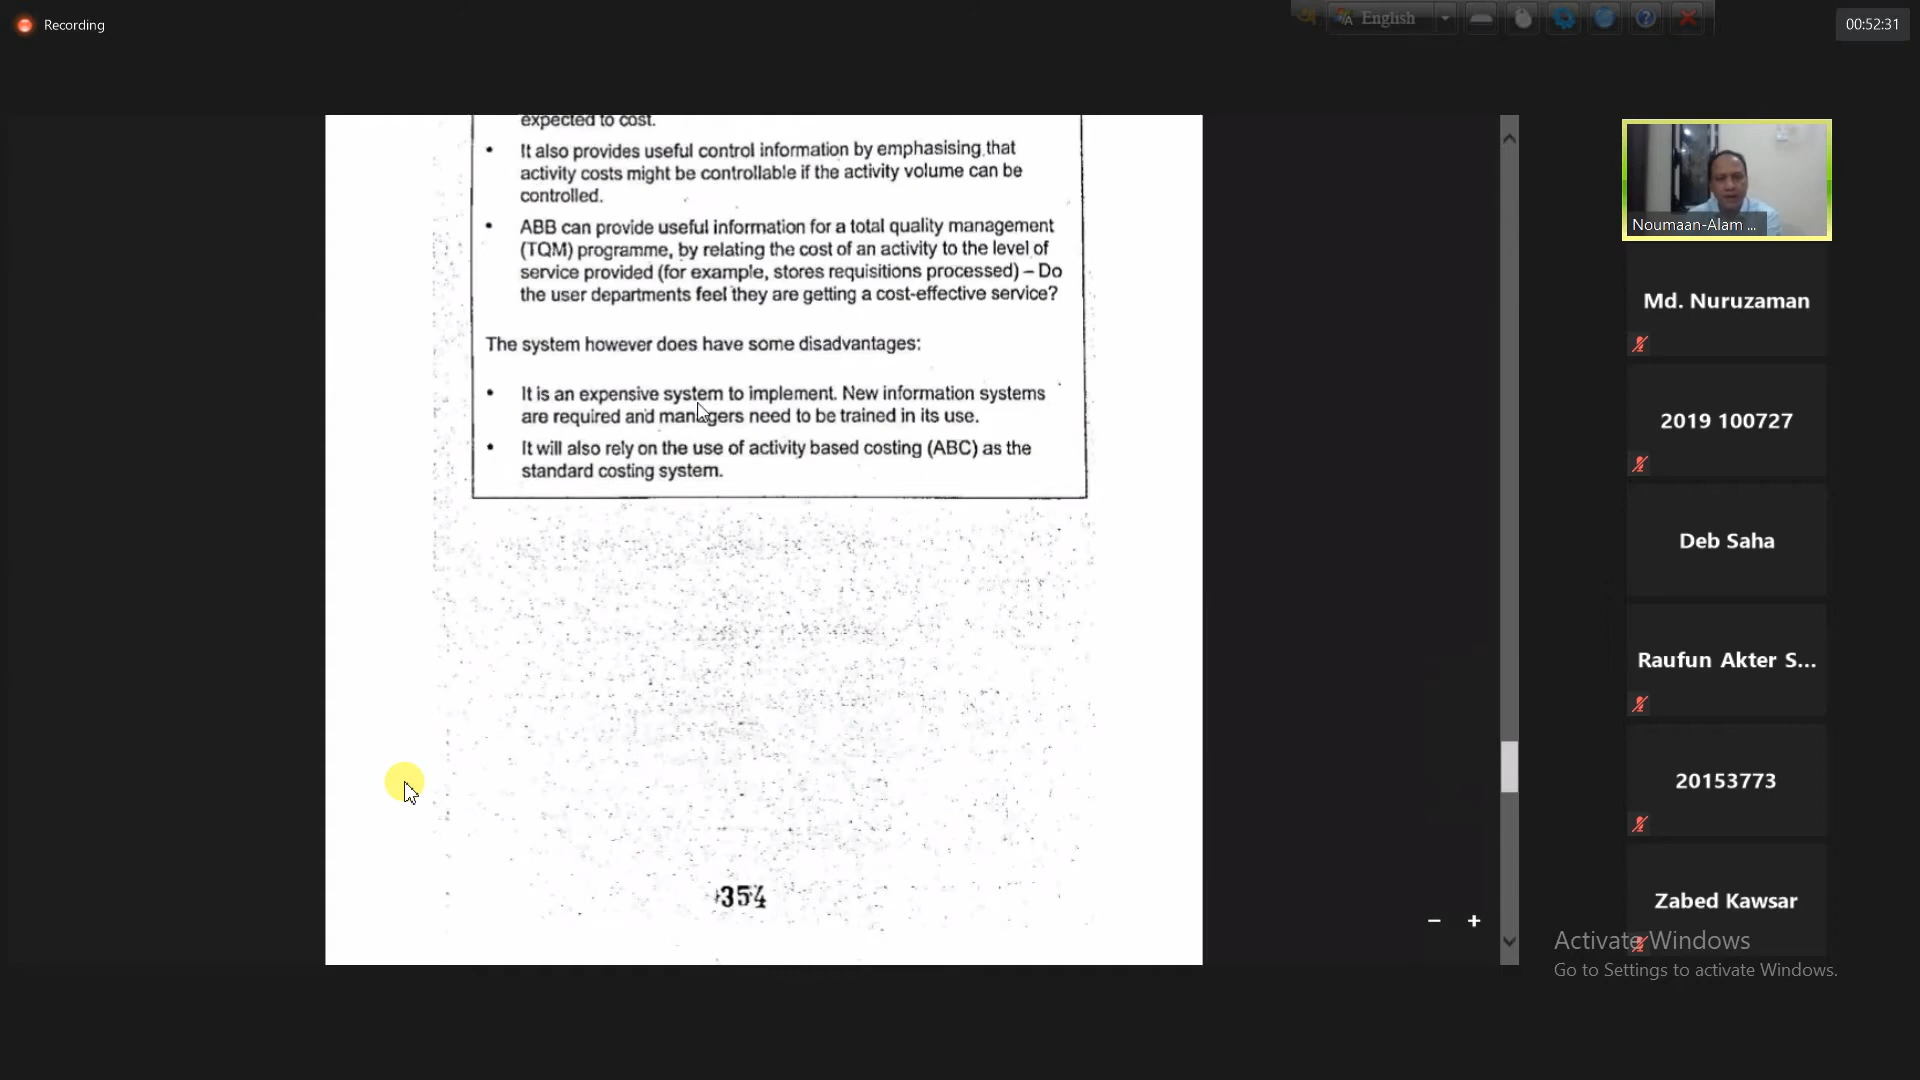 Recording
English
00:52:31
expected to cost.
• It also provides useful control information by emphasising that
activity costs might be controllable if the activity volume can be
controlled.
• ABB can provide useful information for a total quality management
(TQM) programme, by relating the cost of an activity to the level of
service provided (for example, stores requisitions processed) – Do
the user departments feel they are getting a cost-effective service?
The system however does have some disadvantages:
• It is an expensive system to implement. New information systems
are required and managers need to be trained in its use.
• It will also rely on the use of activity based costing (ABC) as the
standard costing system.
354
Noumaan-Alam ...
Md. Nuruzaman
2019 100727
Deb Saha
Raufun Akter S...
20153773
Zabed Kawsar
Activate Windows
Go to Settings to activate Windows.